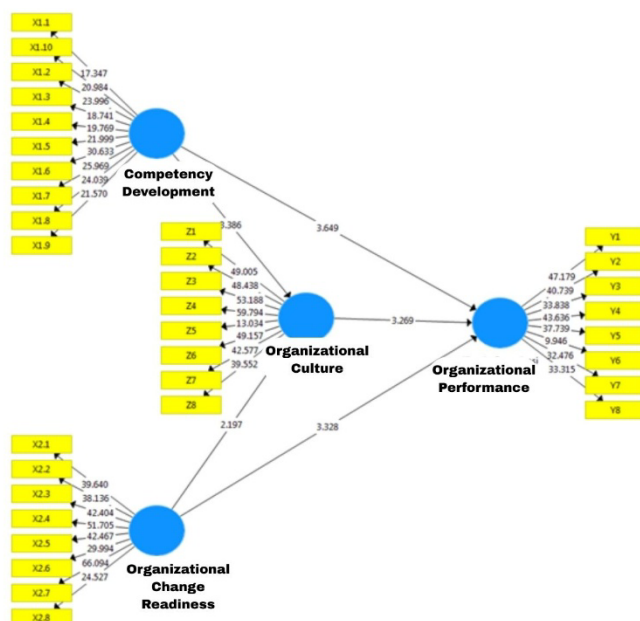 X1.1
X1.10
X1.2
X1.3
X1.4
X1.5
X1.6
X1.7
X1.8
X1.9
17.347
20.984
23.996
18.741
19.769
21.999
30.633
25.969
24.039
21.570
Competency
Development
3.649
Z1
Z2
Z3
Z4
Z5
Z6
Z7
Z8
49.005
48.438
53.188
59.794
13.034
49.157
42.577
39.552
Organizational
Culture
3.269
Y1
Y2
Y3
Y4
Y5
Y6
Y7
Y8
47.179
40.739
33.838
43.636
37.739
9.946
32.476
33.315
Organizational
Performance
2.197
3.328
X2.1
X2.2
X2.3
X2.4
X2.5
X2.6
X2.7
X2.8
39.640
38.136
42.404
51.705
42.467
29.994
66.094
24.527
Organizational
Change
Readiness